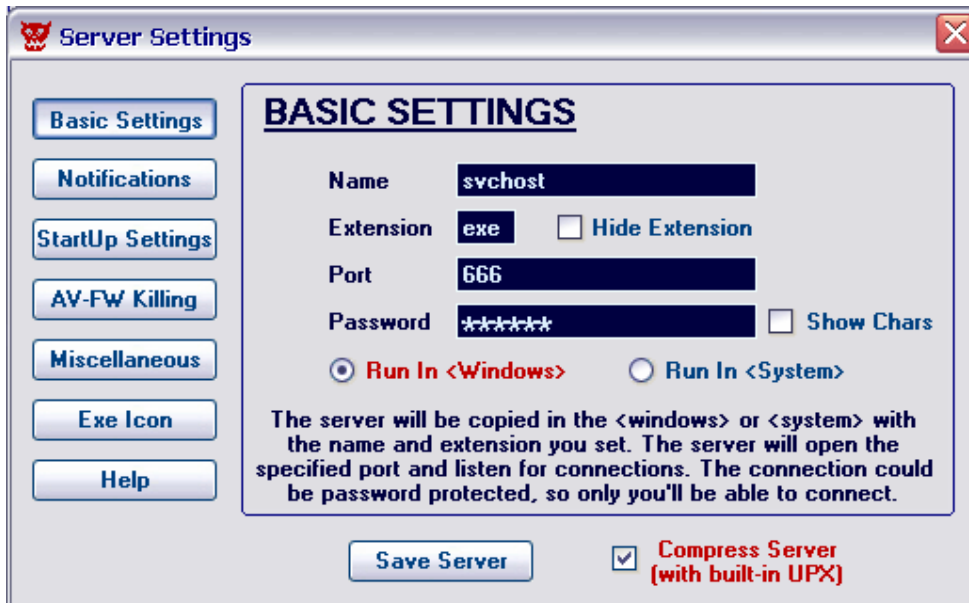 Server Settings
Basic Settings
Notifications
StartUp Settings
AV-FW Killing
Miscellaneous
Exe Icon
Help
BASIC SETTINGS
Name svchost
Extension exe Hide Extension
Port 666
Password ****** Show Chars
Run In <Windows> Run In <System>
The server will be copied in the <windows> or <system> with
the name and extension you set. The server will open the
specified port and listen for connections. The connection could
be password protected, so only you'll be able to connect.
Save Server
Compress Server
(with built-in UPX)